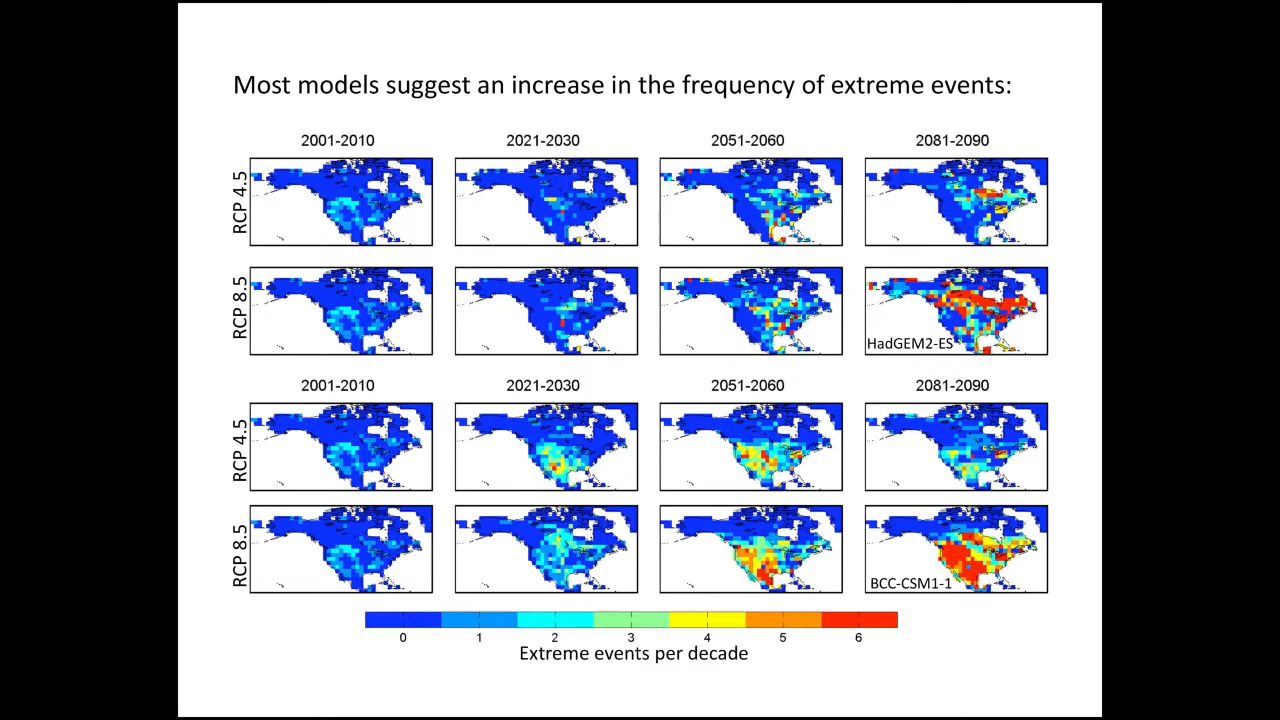 Most models suggest an increase in the frequency of extreme events:
2001-2010 2021-2030 2051-2060 2081-2090
RCP 4.5
RCP 8.5
HadGEM2-ES
2001-2010 2021-2030 2051-2060 2081-2090
RCP 4.5
RCP 8.5
BCC-CSM1-1
0 1 2 3 4 5 6
Extreme events per decade